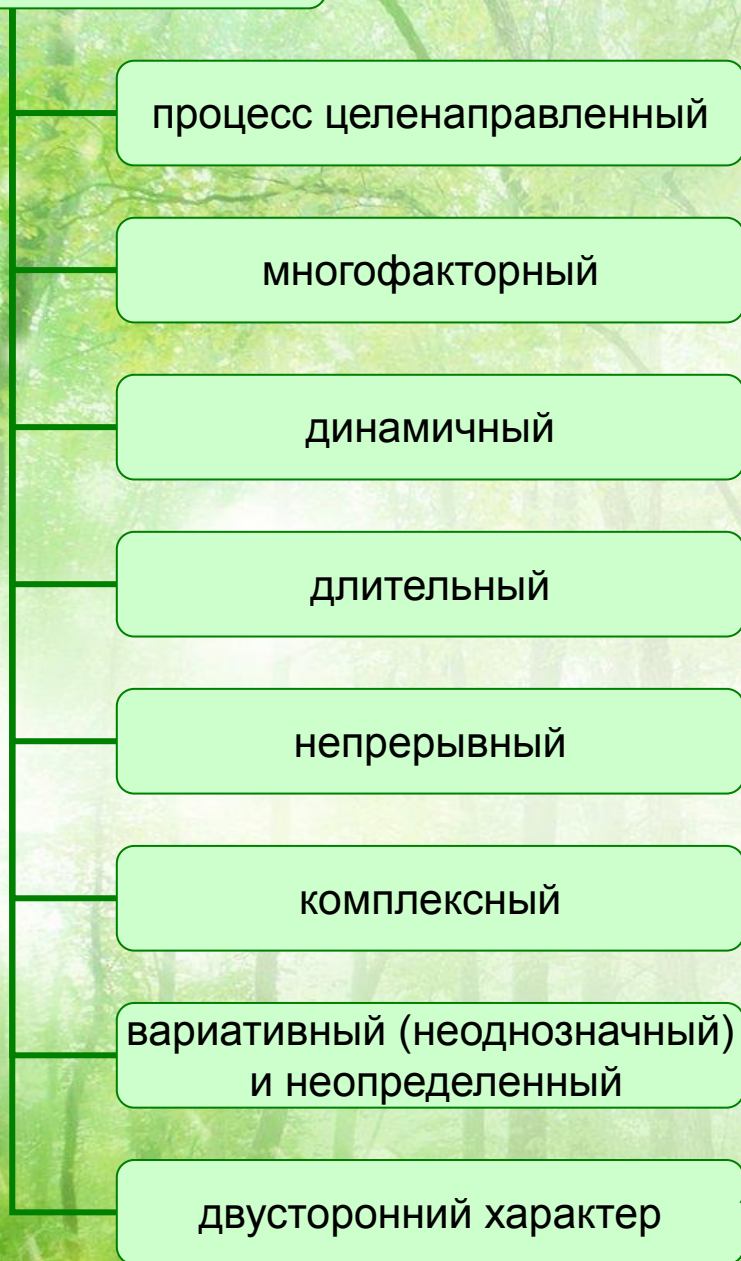 процесс целенаправленный
многофакторный
динамичный
длительный
непрерывный
комплексный
вариативный (неоднозначный)
и неопределенный
двусторонний характер